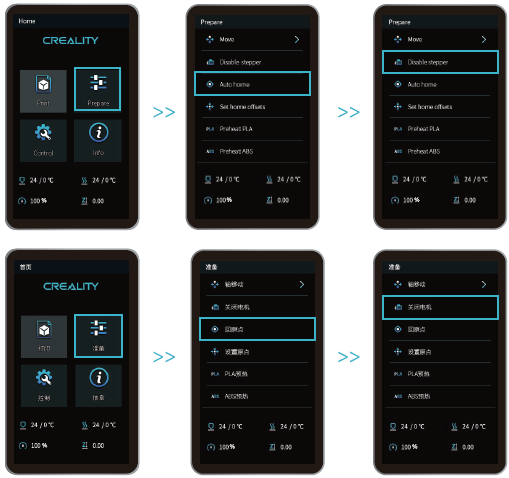 Home
CREALITY
Print
Prepare
Control
Info
24 / 0 ℃
24 / 0 ℃
100 %
0.00
>>
Prepare
Move
Disable stepper
Auto home
Set home offsets
PLA Preheat PLA
ABS Preheat ABS
24 / 0 ℃
24 / 0 ℃
100 %
0.00
>>
Prepare
Move
Disable stepper
Auto home
Set home offsets
PLA Preheat PLA
ABS Preheat ABS
24 / 0 ℃
24 / 0 ℃
100 %
0.00
首页
CREALITY
打印
准备
控制
信息
24 / 0 ℃
24 / 0 ℃
100 %
0.00
>>
准备
轴移动
关闭电机
回原点
设置原点
PLA PLA预热
ABS ABS预热
24 / 0 ℃
24 / 0 ℃
100 %
0.00
>>
准备
轴移动
关闭电机
回原点
设置原点
PLA PLA预热
ABS ABS预热
24 / 0 ℃
24 / 0 ℃
100 %
0.00